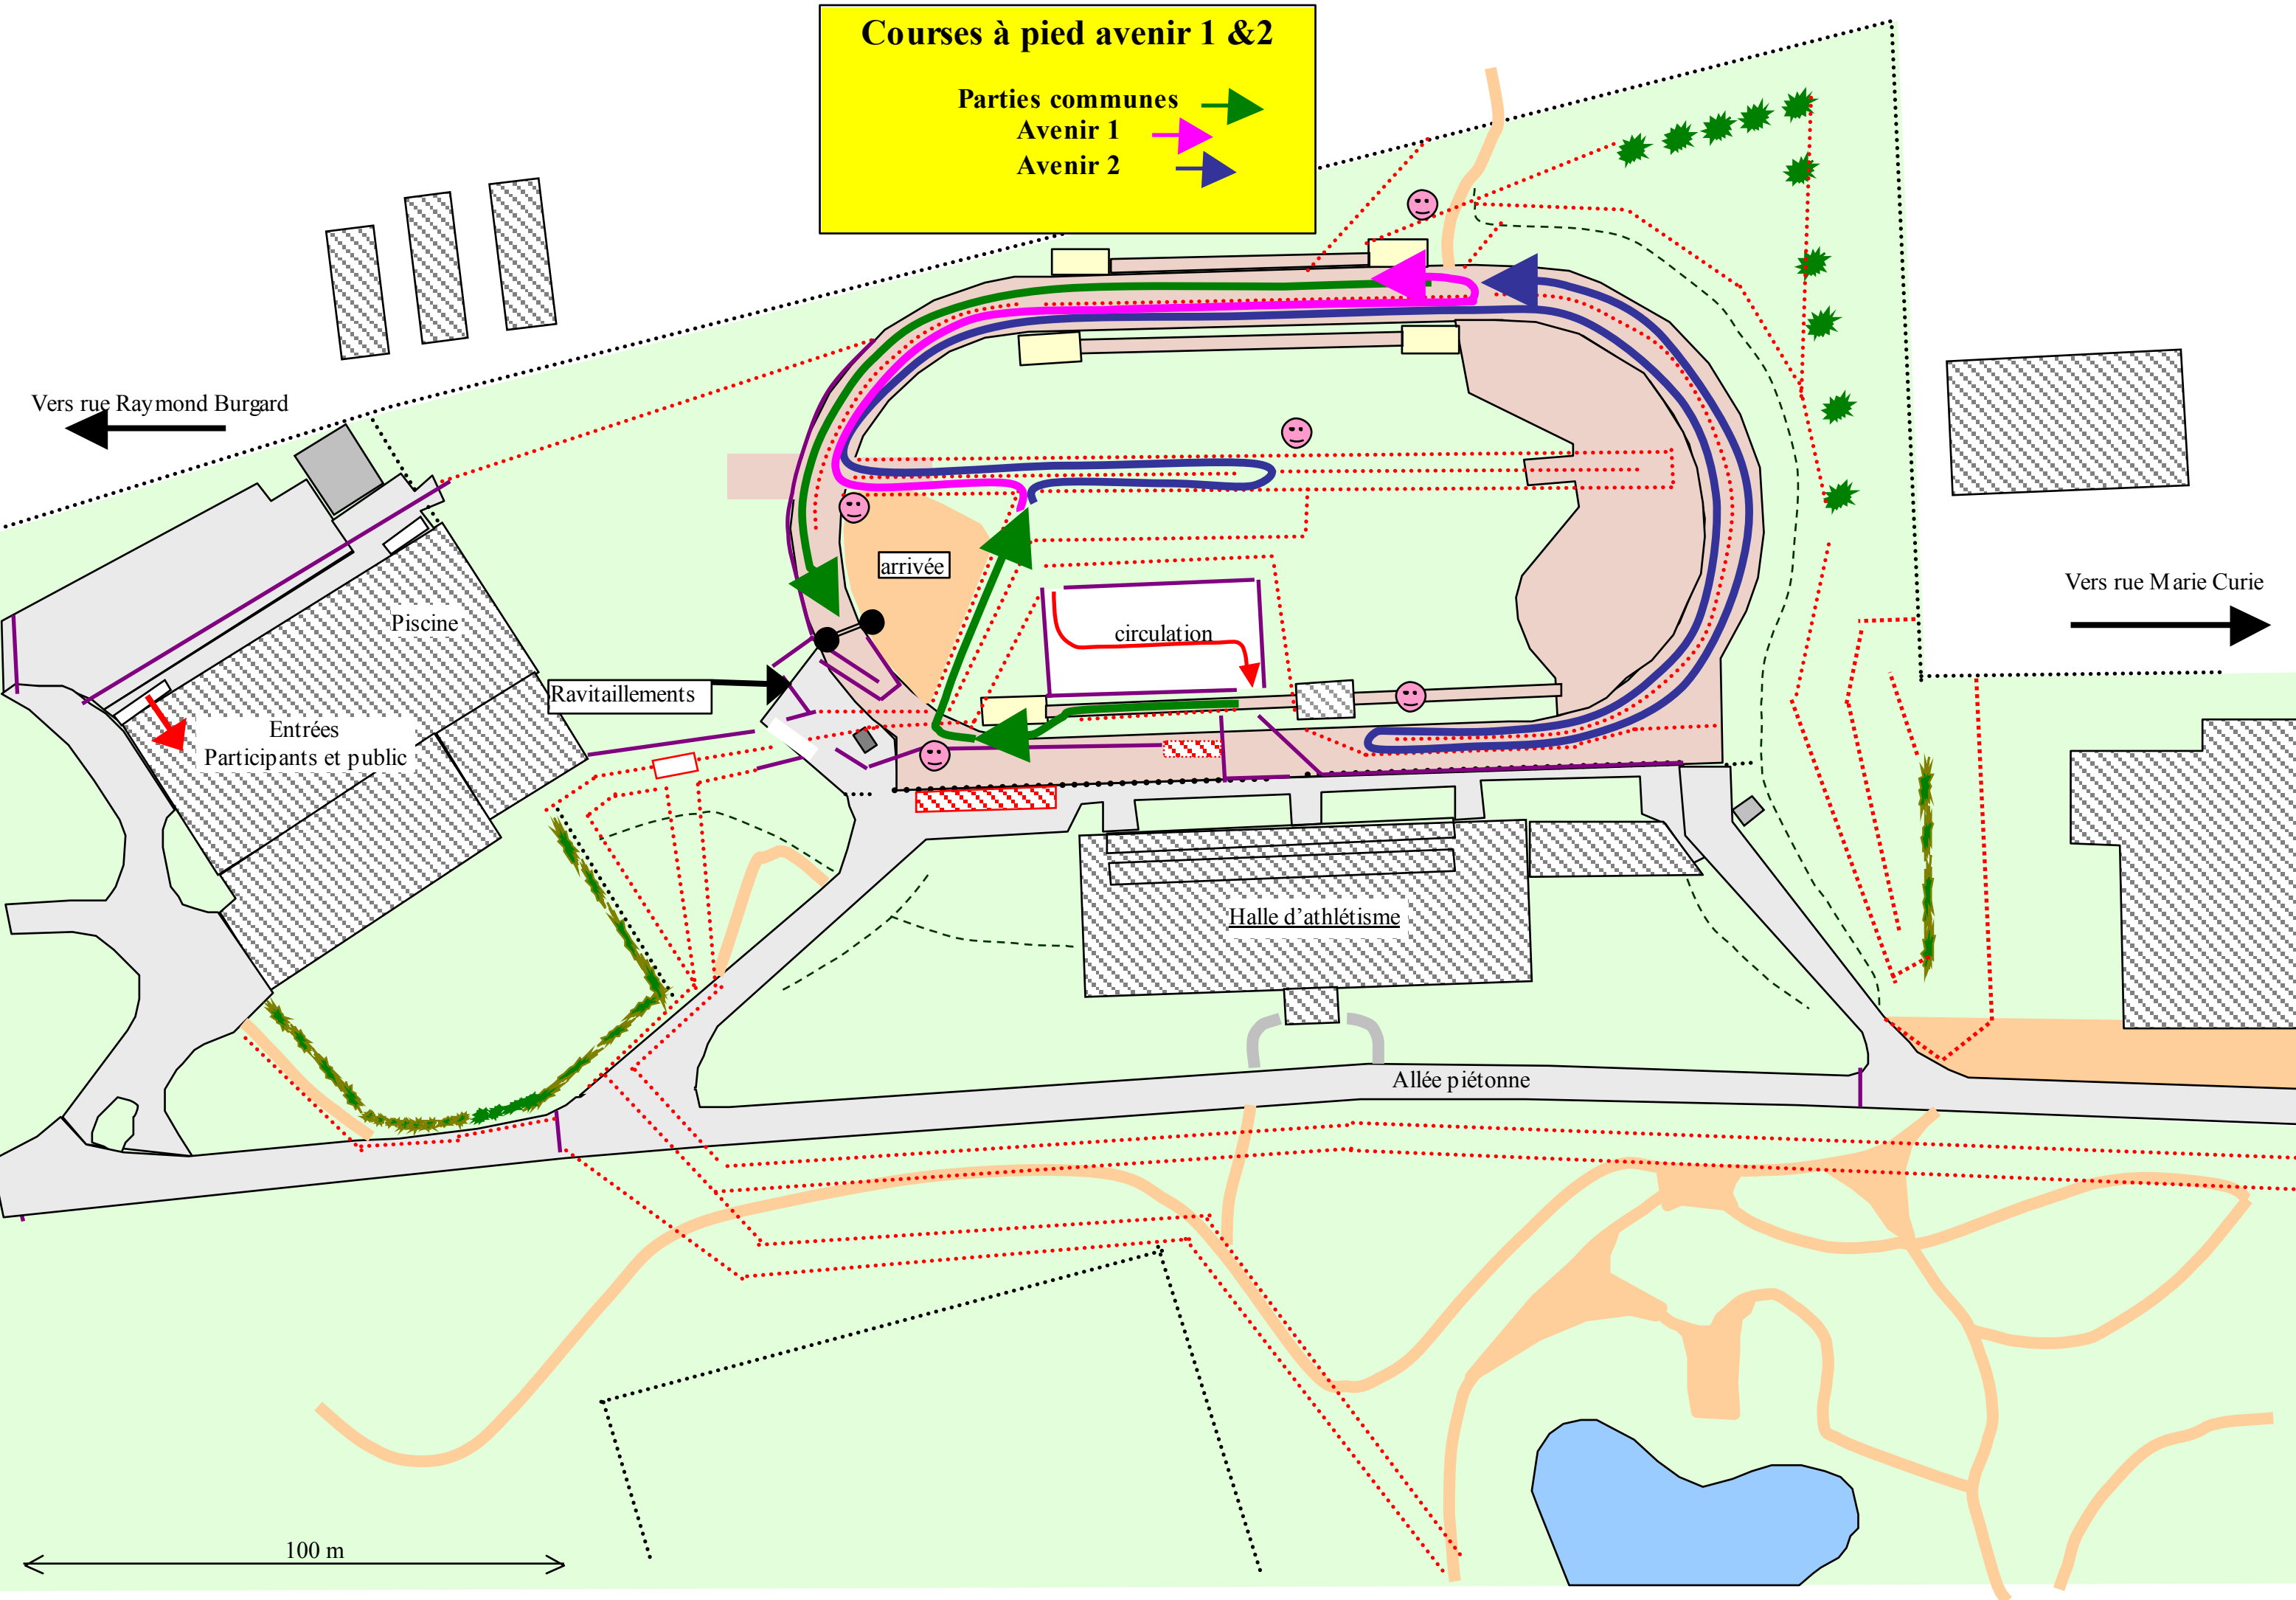 Courses à pied avenir 1 &2
Parties communes
Avenir 1
Avenir 2
Vers rue Raymond Burgard
Vers rue Marie Curie
arrivée
Piscine
circulation
Ravitaillements
Entrées
Participants et public
Halle d'athlétisme
Allée piétonne
100 m